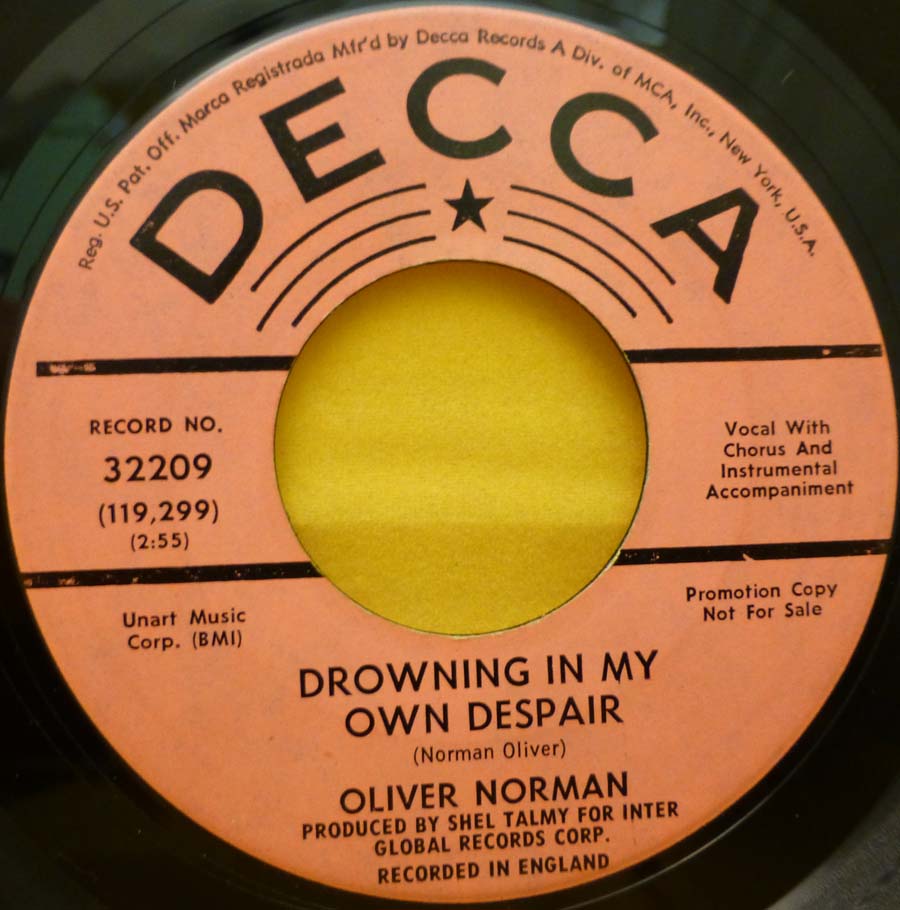 Reg. U.S. Pat. Off. Marca Registrada Mfr'd by Decca Records A Div. of MCA, Inc., New York, U.S.A.
DECCA
RECORD NO.
32209
(119,299)
(2:55)
Vocal With
Chorus And
Instrumental
Accompaniment
Unart Music
Corp. (BMI)
Promotion Copy
Not For Sale
DROWNING IN MY
OWN DESPAIR
(Norman Oliver)
OLIVER NORMAN
PRODUCED BY SHEL TALMY FOR INTER
GLOBAL RECORDS CORP.
RECORDED IN ENGLAND